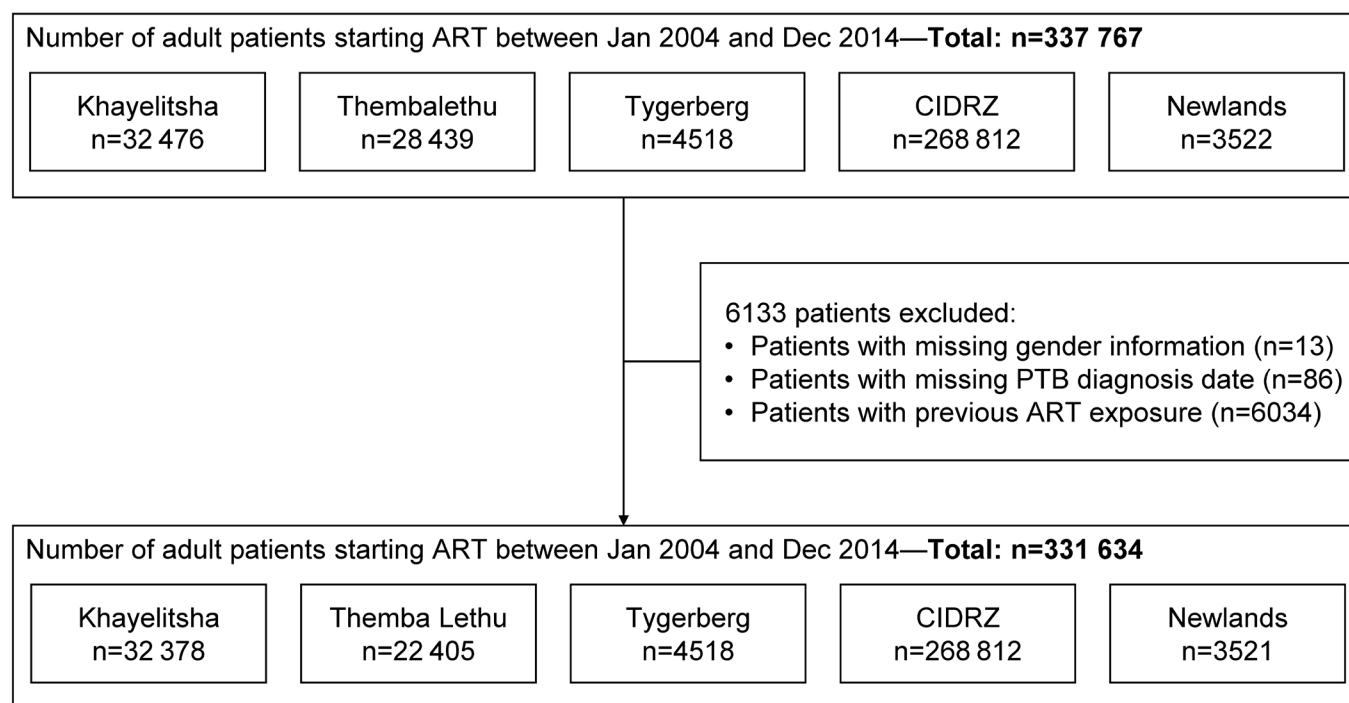 Number of adult patients starting ART between Jan 2004 and Dec 2014—Total: n=337 767
Khayelitsha
n=32 476
Thembalethu
n=28 439
Tygerberg
n=4518
CIDRZ
n=268 812
Newlands
n=3522
6133 patients excluded:
• Patients with missing gender information (n=13)
• Patients with missing PTB diagnosis date (n=86)
• Patients with previous ART exposure (n=6034)
Number of adult patients starting ART between Jan 2004 and Dec 2014—Total: n=331 634
Khayelitsha
n=32 378
Themba Lethu
n=22 405
Tygerberg
n=4518
CIDRZ
n=268 812
Newlands
n=3521